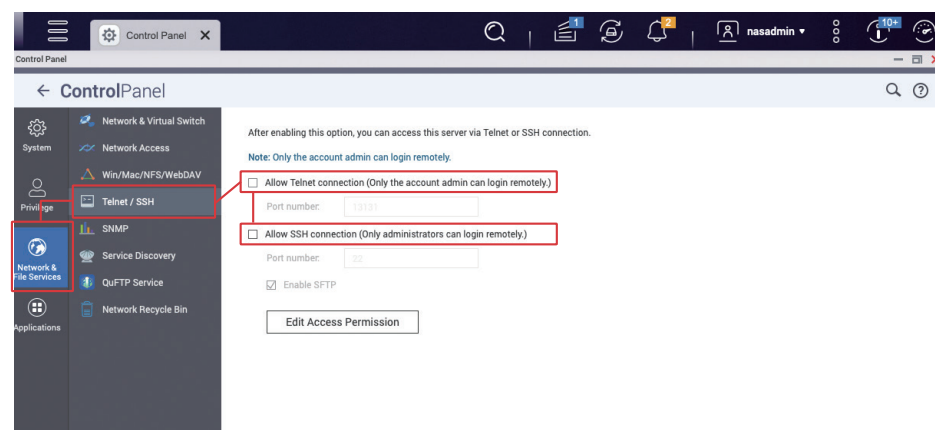 Control Panel X
1
2
nasadmin
10+
Control Panel
ControlPanel
System
Privilege
Network &
File Services
Applications
Network & Virtual Switch
Network Access
Win/Mac/NFS/WebDAV
Telnet / SSH
SNMP
Service Discovery
QuFTP Service
Network Recycle Bin
After enabling this option, you can access this server via Telnet or SSH connection.
Note: Only the account admin can login remotely.
Allow Telnet connection (Only the account admin can login remotely.)
Port number: 13131
Allow SSH connection (Only administrators can login remotely.)
Port number: 22
Enable SFTP
Edit Access Permission